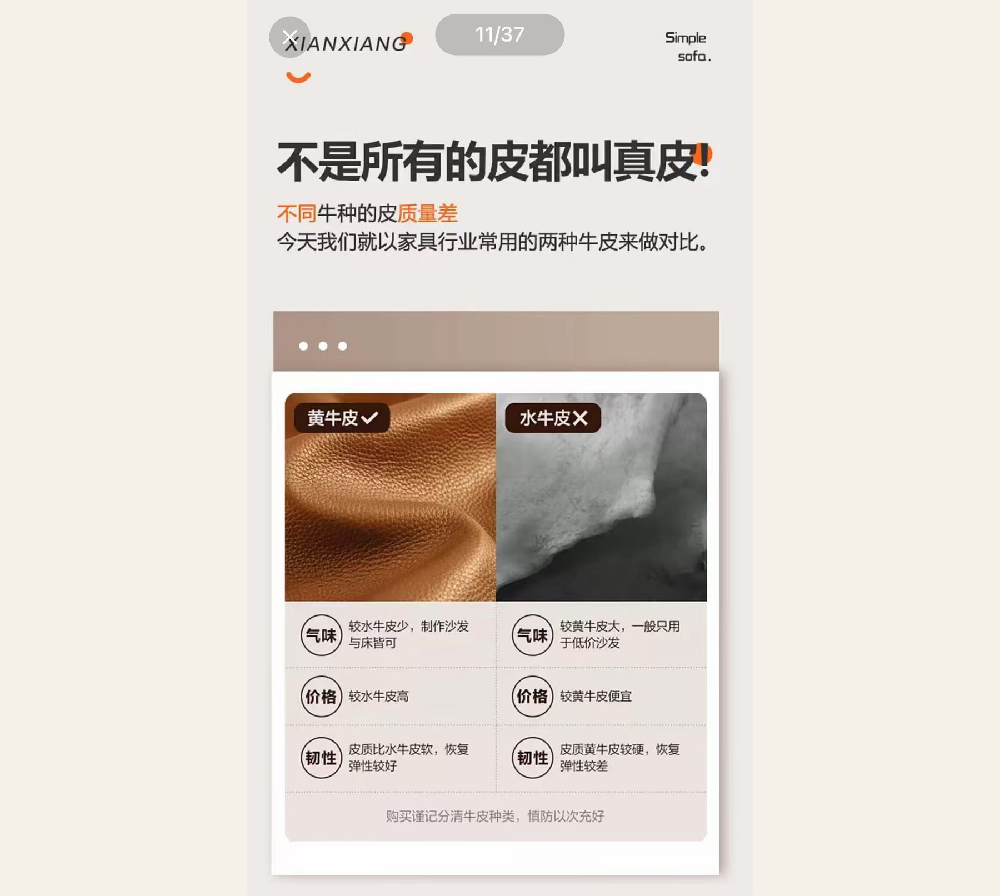 XIANXIANG
11/37
Simple
sofa.
不是所有的皮都叫真皮!
不同牛种的皮质量差
今天我们就以家具行业常用的两种牛皮来做对比。
黄牛皮
水牛皮
气味
较水牛皮少，制作沙发
与床皆可
气味
较黄牛皮大，一般只用
于低价沙发
价格
较水牛皮高
价格
较黄牛皮便宜
韧性
皮质比水牛皮软，恢复
弹性较好
韧性
皮质黄牛皮较硬，恢复
弹性较差
购买谨记分清牛皮种类，慎防以次充好